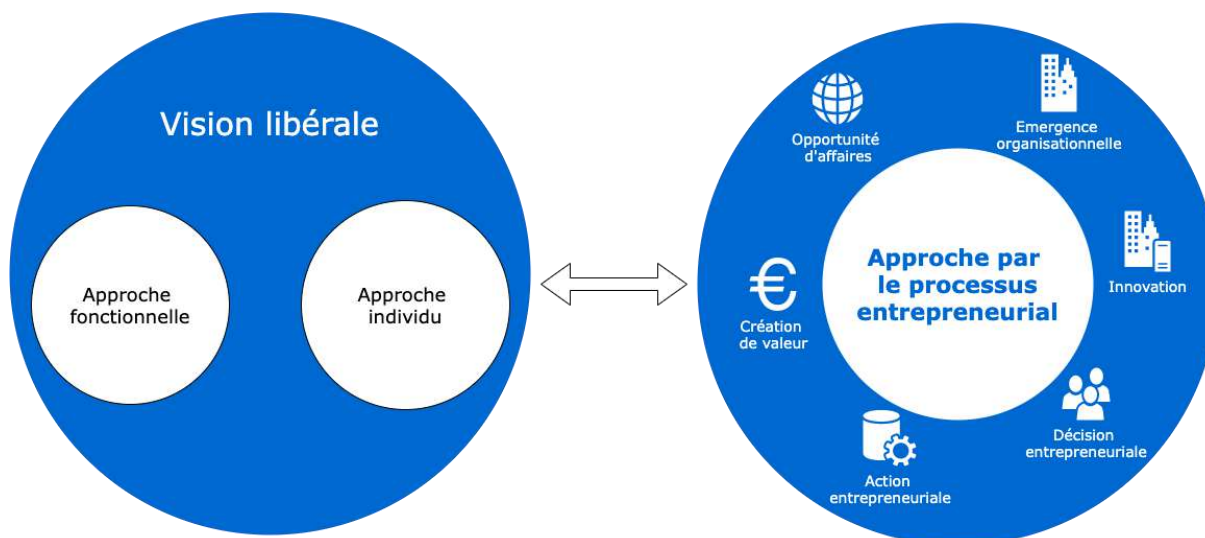 Vision libérale
Approche
fonctionnelle
Approche
individu
Opportunité
d'affaires
Emergence
organisationnelle
Innovation
Décision
entrepreneuriale
Action
entrepreneuriale
€
Création
de valeur
Approche par
le processus
entrepreneurial